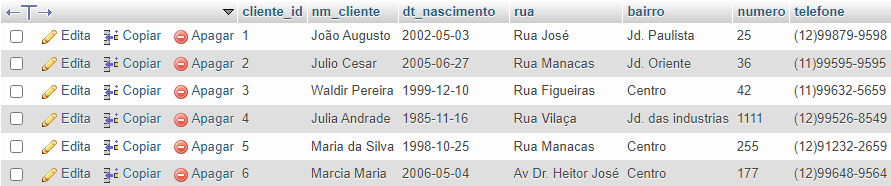 cliente_id nm_cliente dt_nascimento rua bairro numero telefone
Edita Copiar Apagar 1 João Augusto 2002-05-03 Rua José Jd. Paulista 25 (12)99879-9598
Edita Copiar Apagar 2 Julio Cesar 2005-06-27 Rua Manacas Jd. Oriente 36 (11)99595-9595
Edita Copiar Apagar 3 Waldir Pereira 1999-12-10 Rua Figueiras Centro 42 (11)99632-5659
Edita Copiar Apagar 4 Julia Andrade 1985-11-16 Rua Vilaça Jd. das industrias 1111 (12)99526-8549
Edita Copiar Apagar 5 Maria da Silva 1998-10-25 Rua Manacas Centro 255 (12)91232-2659
Edita Copiar Apagar 6 Marcia Maria 2006-05-04 Av Dr. Heitor José Centro 177 (12)99648-9564